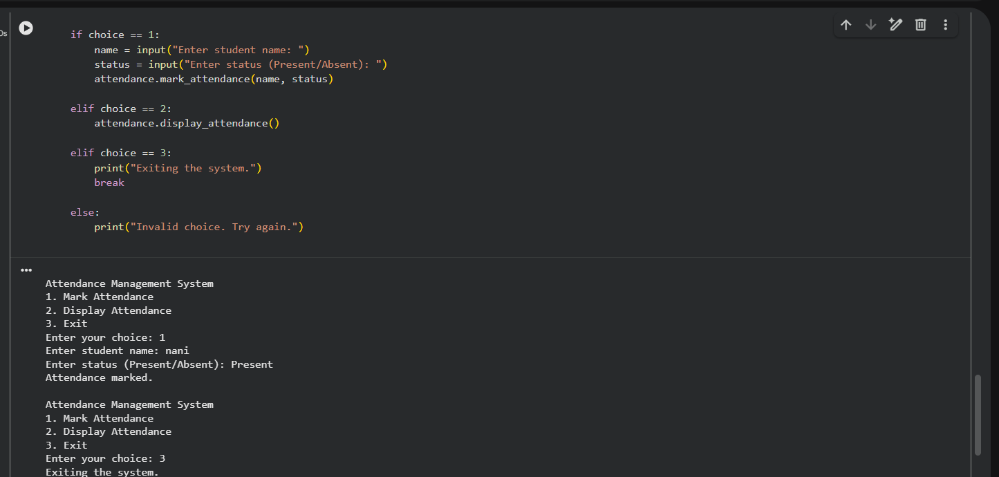 0s
if choice == 1:
name = input("Enter student name: ")
status = input("Enter status (Present/Absent): ")
attendance.mark_attendance(name, status)
elif choice == 2:
attendance.display_attendance()
elif choice == 3:
print("Exiting the system.")
break
else:
print("Invalid choice. Try again.")
Attendance Management System
1. Mark Attendance
2. Display Attendance
3. Exit
Enter your choice: 1
Enter student name: nani
Enter status (Present/Absent): Present
Attendance marked.
Attendance Management System
1. Mark Attendance
2. Display Attendance
3. Exit
Enter your choice: 3
Exiting the system.